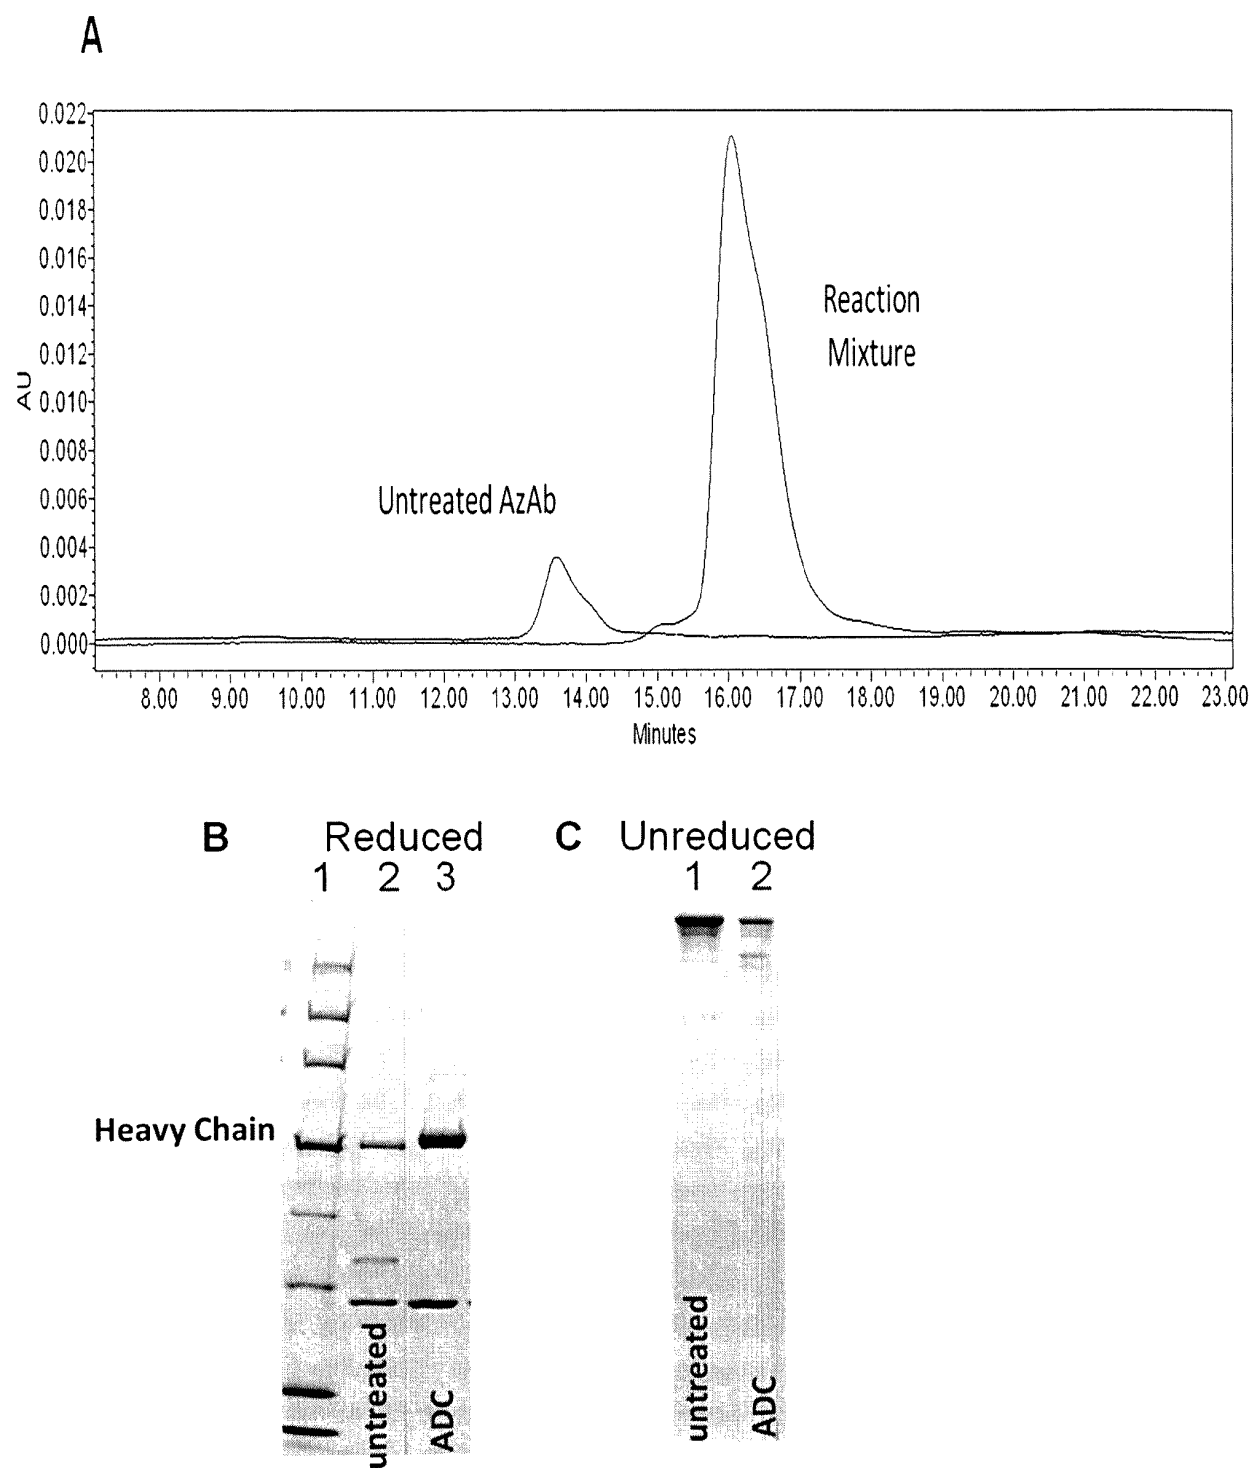 A
0.022
0.020
0.018
0.016
0.014
0.012
0.010
0.008
0.006
0.004
0.002
0.000
AU
Reaction
Mixture
Untreated AzAb
8.00 9.00 10.00 11.00 12.00 13.00 14.00 15.00 16.00 17.00 18.00 19.00 20.00 21.00 22.00 23.00
Minutes
B Reduced
1 2 3
Heavy Chain
untreated
ADC
C Unreduced
1 2
untreated
ADC